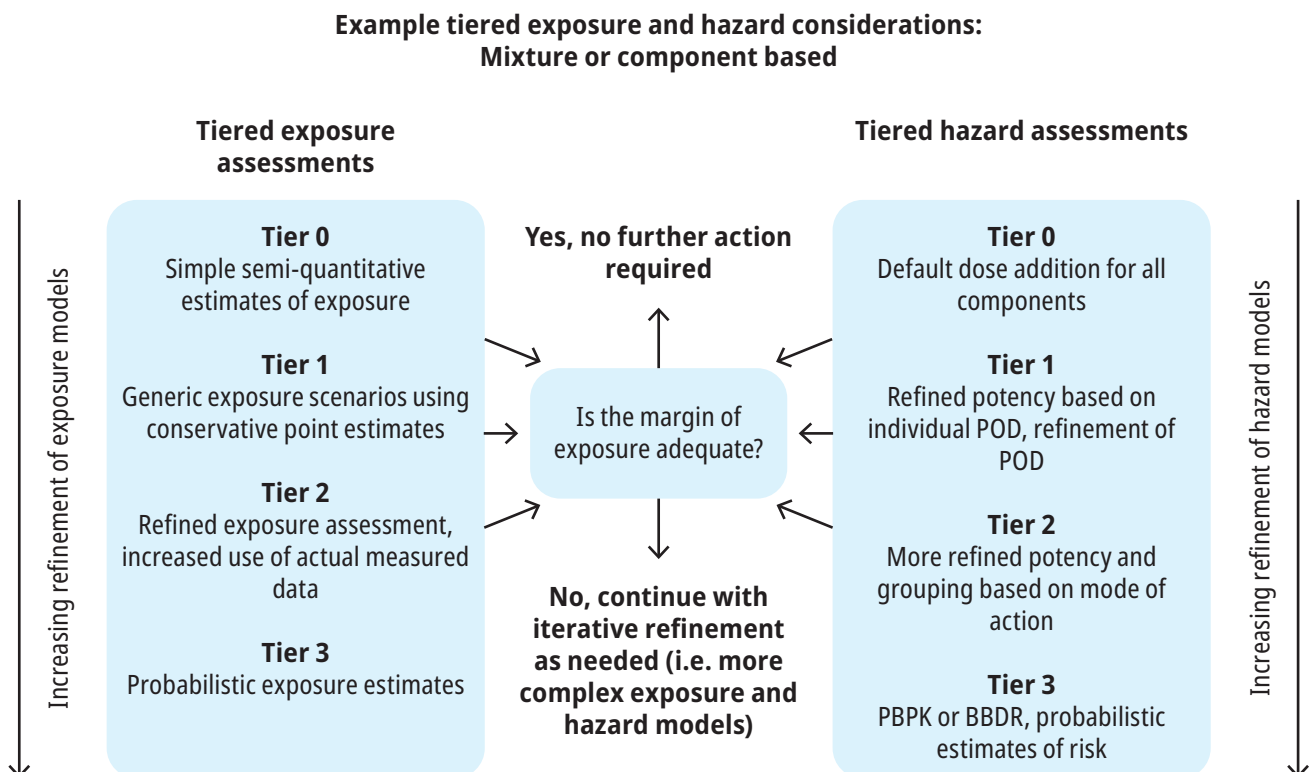 Example tiered exposure and hazard considerations:
Mixture or component based
Tiered exposure
assessments
Increasing refinement of exposure models
Tier 0
Simple semi-quantitative
estimates of exposure
Tier 1
Generic exposure scenarios using
conservative point estimates
Tier 2
Refined exposure assessment,
increased use of actual measured
data
Tier 3
Probabilistic exposure estimates
Yes, no further action
required
Is the margin of
exposure adequate?
No, continue with
iterative refinement
as needed (i.e. more
complex exposure and
hazard models)
Tiered hazard assessments
Tier 0
Default dose addition for all
components
Tier 1
Refined potency based on
individual POD, refinement of
POD
Tier 2
More refined potency and
grouping based on mode of
action
Tier 3
PBPK or BBDR, probabilistic
estimates of risk
Increasing refinement of hazard models